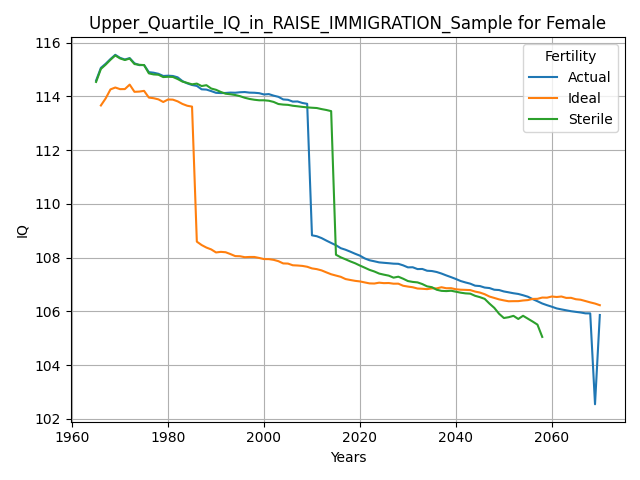 Upper_Quartile_IQ_in_RAISE_IMMIGRATION_Sample for Female
116
114
112
110
108
106
104
102
IQ
Fertility
Actual
Ideal
Sterile
1960
1980
2000
2020
2040
2060
Years